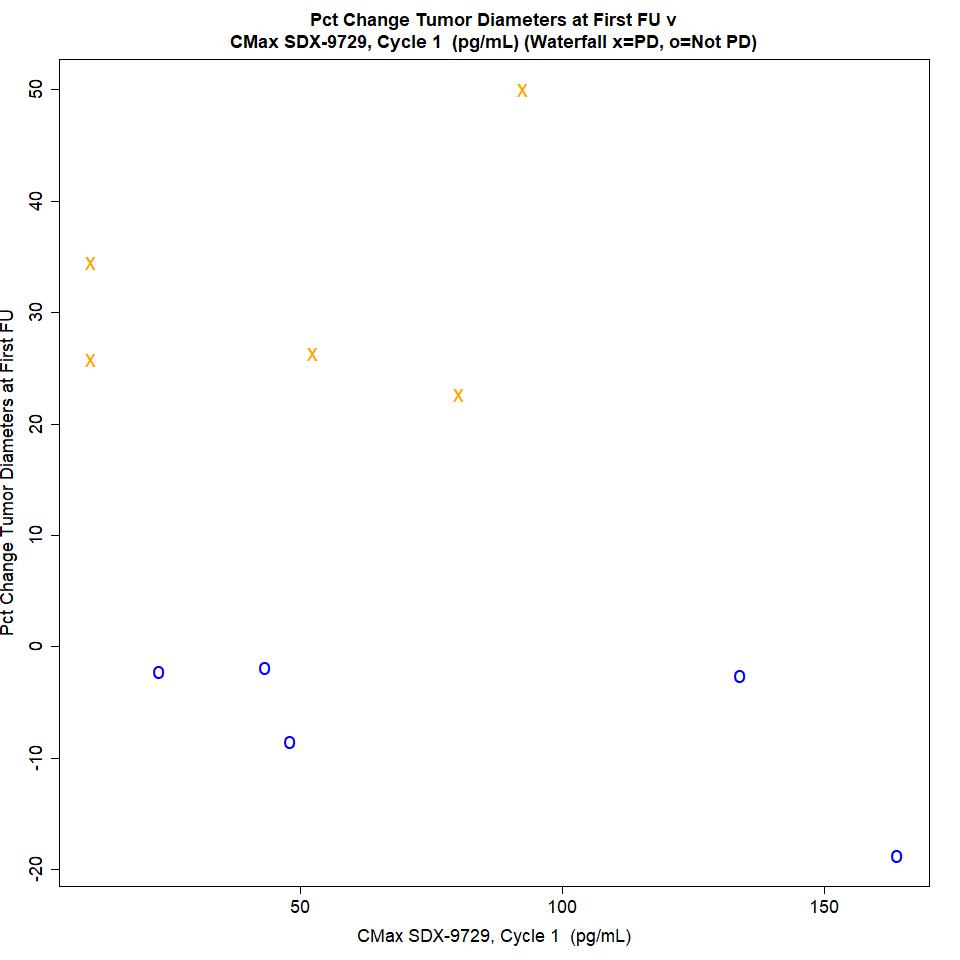 Pct Change Tumor Diameters at First FU v
CMax SDX-9729, Cycle 1 (pg/mL) (Waterfall x=PD, o=Not PD)
Pct Change Tumor Diameters at First FU
50
40
30
20
10
0
-10
-20
X
X
X
X
X
O
O
O
O
O
50 100 150
CMax SDX-9729, Cycle 1 (pg/mL)